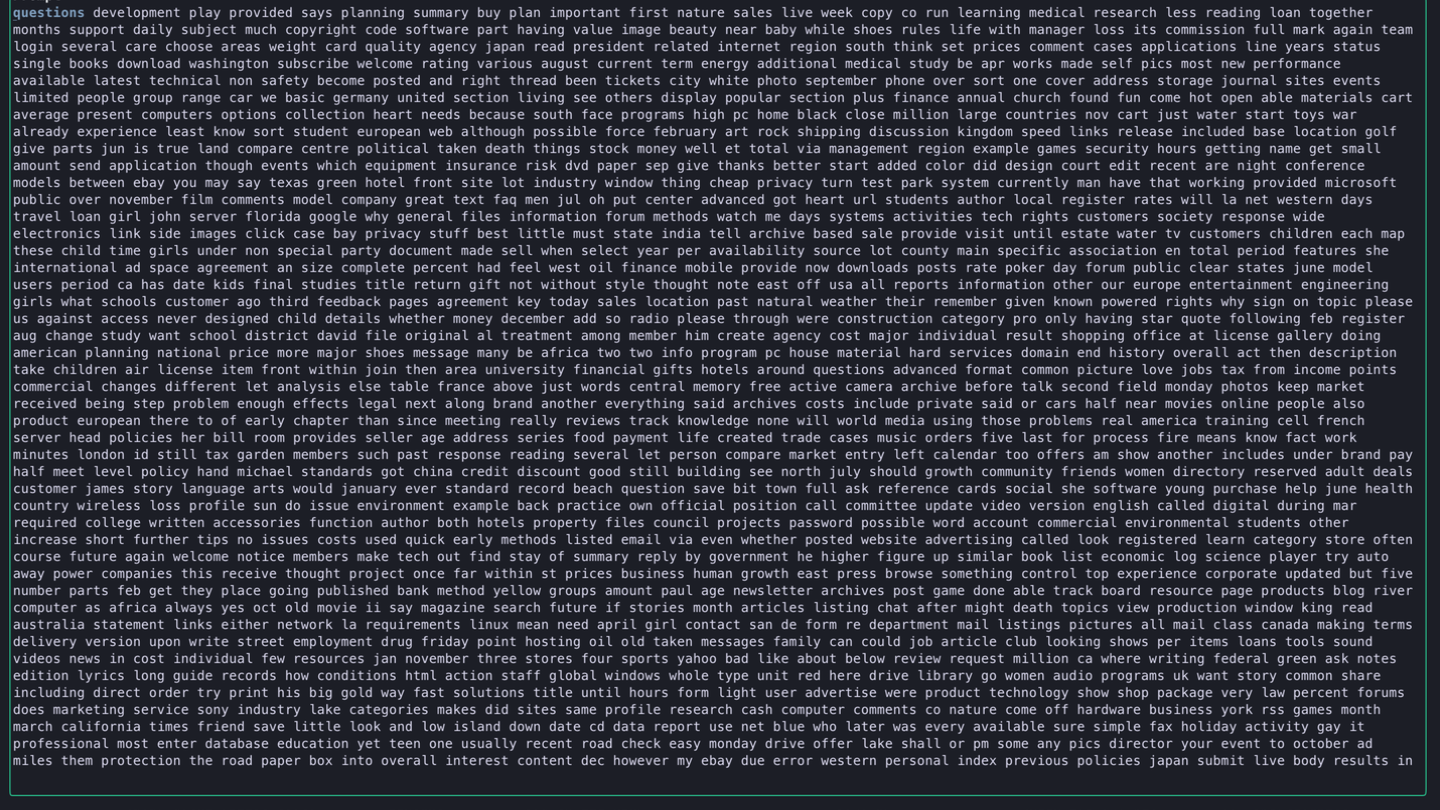 questions development play provided says planning summary buy plan important first nature sales live week copy co run learning medical research less reading loan together
months support daily subject much copyright code software part having value image beauty near baby while shoes rules life with manager loss its commission full mark again team
login several care choose areas weight card quality agency japan read president related internet region south think set prices comment cases applications line years status
single books download washington subscribe welcome rating various august current term energy additional medical study be apr works made self pics most new performance
available latest technical non safety become posted and right thread been tickets city white photo september phone over sort one cover address storage journal sites events
limited people group range car we basic germany united section living see others display popular section plus finance annual church found fun come hot open able materials cart
average present computers options collection heart needs because south face programs high pc home black close million large countries nov cart just water start toys war
already experience least know sort student european web although possible force february art rock shipping discussion kingdom speed links release included base location golf
give parts jun is true land compare centre political taken death things stock money well et total via management region example games security hours getting name get small
amount send application though events which equipment insurance risk dvd paper sep give thanks better start added color did design court edit recent are night conference
models between ebay you may say texas green hotel front site lot industry window thing cheap privacy turn test park system currently man have that working provided microsoft
public over november film comments model company great text faq men jul oh put center advanced got heart url students author local register rates will la net western days
travel loan girl john server florida google why general files information forum methods watch me days systems activities tech rights customers society response wide
electronics link side images click case bay privacy stuff best little must state india tell archive based sale provide visit until estate water tv customers children each map
these child time girls under non special party document made sell when select year per availability source lot county main specific association en total period features she
international ad space agreement an size complete percent had feel west oil finance mobile provide now downloads posts rate poker day forum public clear states june model
users period ca has date kids final studies title return gift not without style thought note east off usa all reports information other our europe entertainment engineering
girls what schools customer ago third feedback pages agreement key today sales location past natural weather their remember given known powered rights why sign on topic please
us against access never designed child details whether money december add so radio please through were construction category pro only having star quote following feb register
aug change study want school district david file original al treatment among member him create agency cost major individual result shopping office at license gallery doing
american planning national price more major shoes message many be africa two two info program pc house material hard services domain end history overall act then description
take children air license item front within join then area university financial gifts hotels around questions advanced format common picture love jobs tax from income points
commercial changes different let analysis else table france above just words central memory free active camera archive before talk second field monday photos keep market
received being step problem enough effects legal next along brand another everything said archives costs include private said or cars half near movies online people also
product european there to of early chapter than since meeting really reviews track knowledge none will world media using those problems real america training cell french
server head policies her bill room provides seller age address series food payment life created trade cases music orders five last for process fire means know fact work
minutes london id still tax garden members such past response reading several let person compare market entry left calendar too offers am show another includes under brand pay
half meet level policy hand michael standards got china credit discount good still building see north july should growth community friends women directory reserved adult deals
customer james story language arts would january ever standard record beach question save bit town full ask reference cards social she software young purchase help june health
country wireless loss profile sun do issue environment example back practice own official position call committee update video version english called digital during mar
required college written accessories function author both hotels property files council projects password possible word account commercial environmental students other
increase short further tips no issues costs used quick early methods listed email via even whether posted website advertising called look registered learn category store often
course future again welcome notice members make tech out find stay of summary reply by government he higher figure up similar book list economic log science player try auto
away power companies this receive thought project once far within st prices business human growth east press browse something control top experience corporate updated but five
number parts feb get they place going published bank method yellow groups amount paul age newsletter archives post game done able track board resource page products blog river
computer as africa always yes oct old movie ii say magazine search future if stories month articles listing chat after might death topics view production window king read
australia statement links either network la requirements linux mean need april girl contact san de form re department mail listings pictures all mail class canada making terms
delivery version upon write street employment drug friday point hosting oil old taken messages family can could job article club looking shows per items loans tools sound
videos news in cost individual few resources jan november three stores four sports yahoo bad like about below review request million ca where writing federal green ask notes
edition lyrics long guide records how conditions html action staff global windows whole type unit red here drive library go women audio programs uk want story common share
including direct order try print his big gold way fast solutions title until hours form light user advertise were product technology show shop package very law percent forums
does marketing service sony industry lake categories makes did sites same profile research cash computer comments co nature come off hardware business york rss games month
march california times friend save little look and low island down date cd data report use net blue who later was every available sure simple fax holiday activity gay it
professional most enter database education yet teen one usually recent road check easy monday drive offer lake shall or pm some any pics director your event to october ad
miles them protection the road paper box into overall interest content dec however my ebay due error western personal index previous policies japan submit live body results in